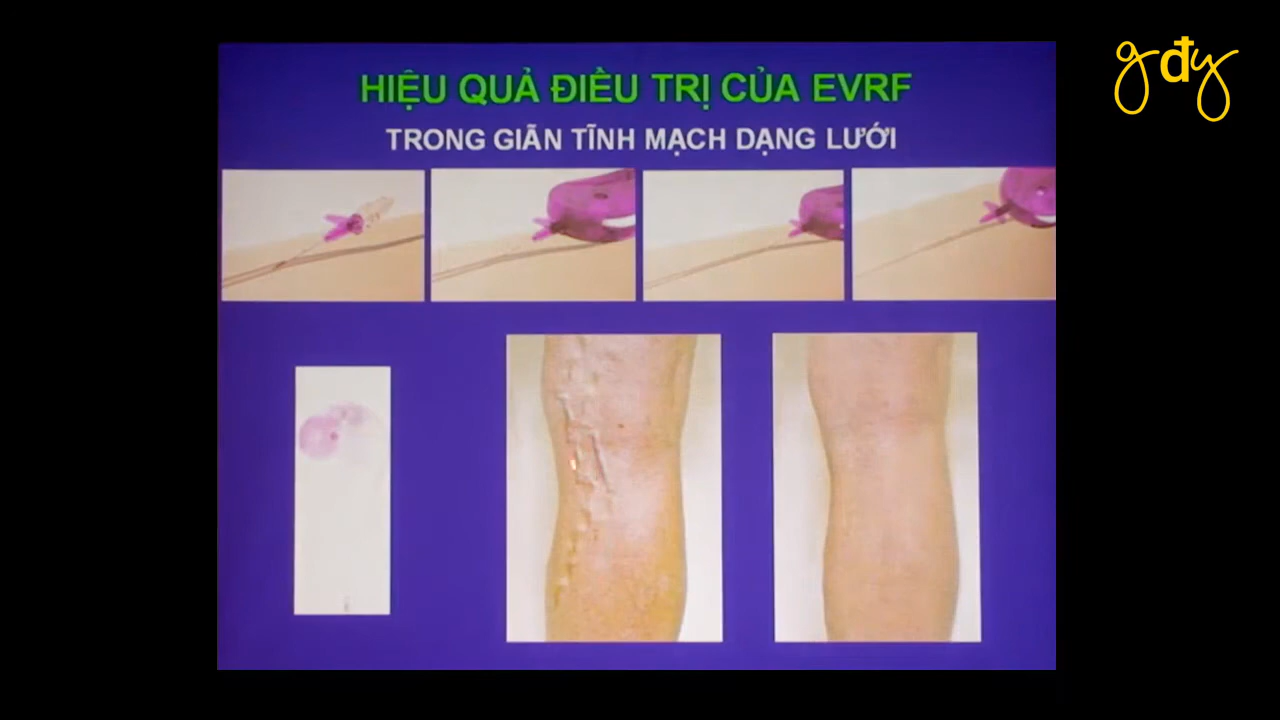 gđy
HIỆU QUẢ ĐIỀU TRỊ CỦA EVRF
TRONG GIÃN TĨNH MẠCH DẠNG LƯỚI